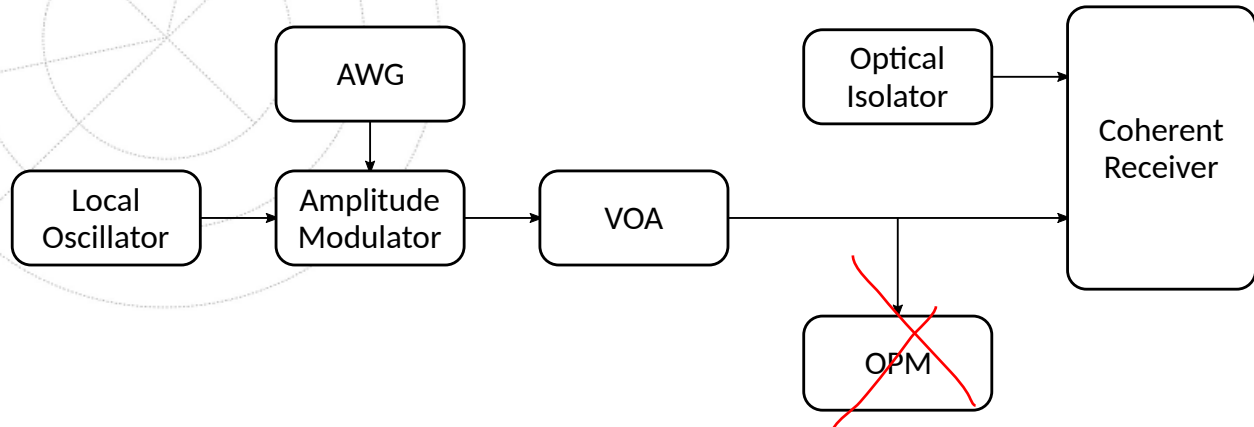 AWG
Optical
Isolator
Coherent
Receiver
Local
Oscillator
Amplitude
Modulator
VOA
OPM